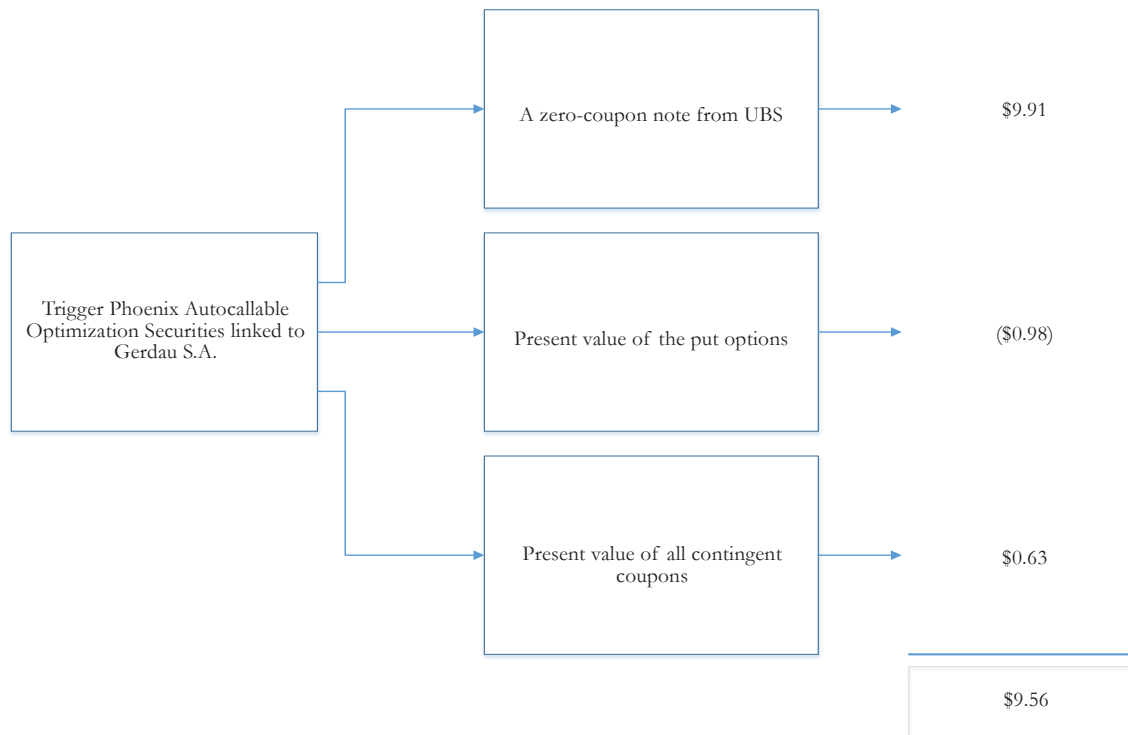 A zero-coupon note from UBS
$9.91
Trigger Phoenix Autocallable
Optimization Securities linked to
Gerdau S.A.
Present value of the put options
($0.98)
Present value of all contingent
coupons
$0.63
$9.56